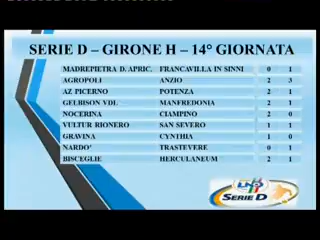 SERIE D – GIRONE H – 14° GIORNATA
MADREPIETRA D. APRIC. FRANCAVILLA IN SINNI 0 1
AGROPOLI ANZIO 2 3
AZ PICERNO POTENZA 2 1
GELBISON VDL MANFREDONIA 2 1
NOCERINA CIAMPINO 2 0
VULTUR RIONERO SAN SEVERO 1 1
GRAVINA CYNTHIA 1 0
NARDO' TRASTEVERE 0 1
BISCEGLIE HERCULANEUM 2 1
LND
SERIE D